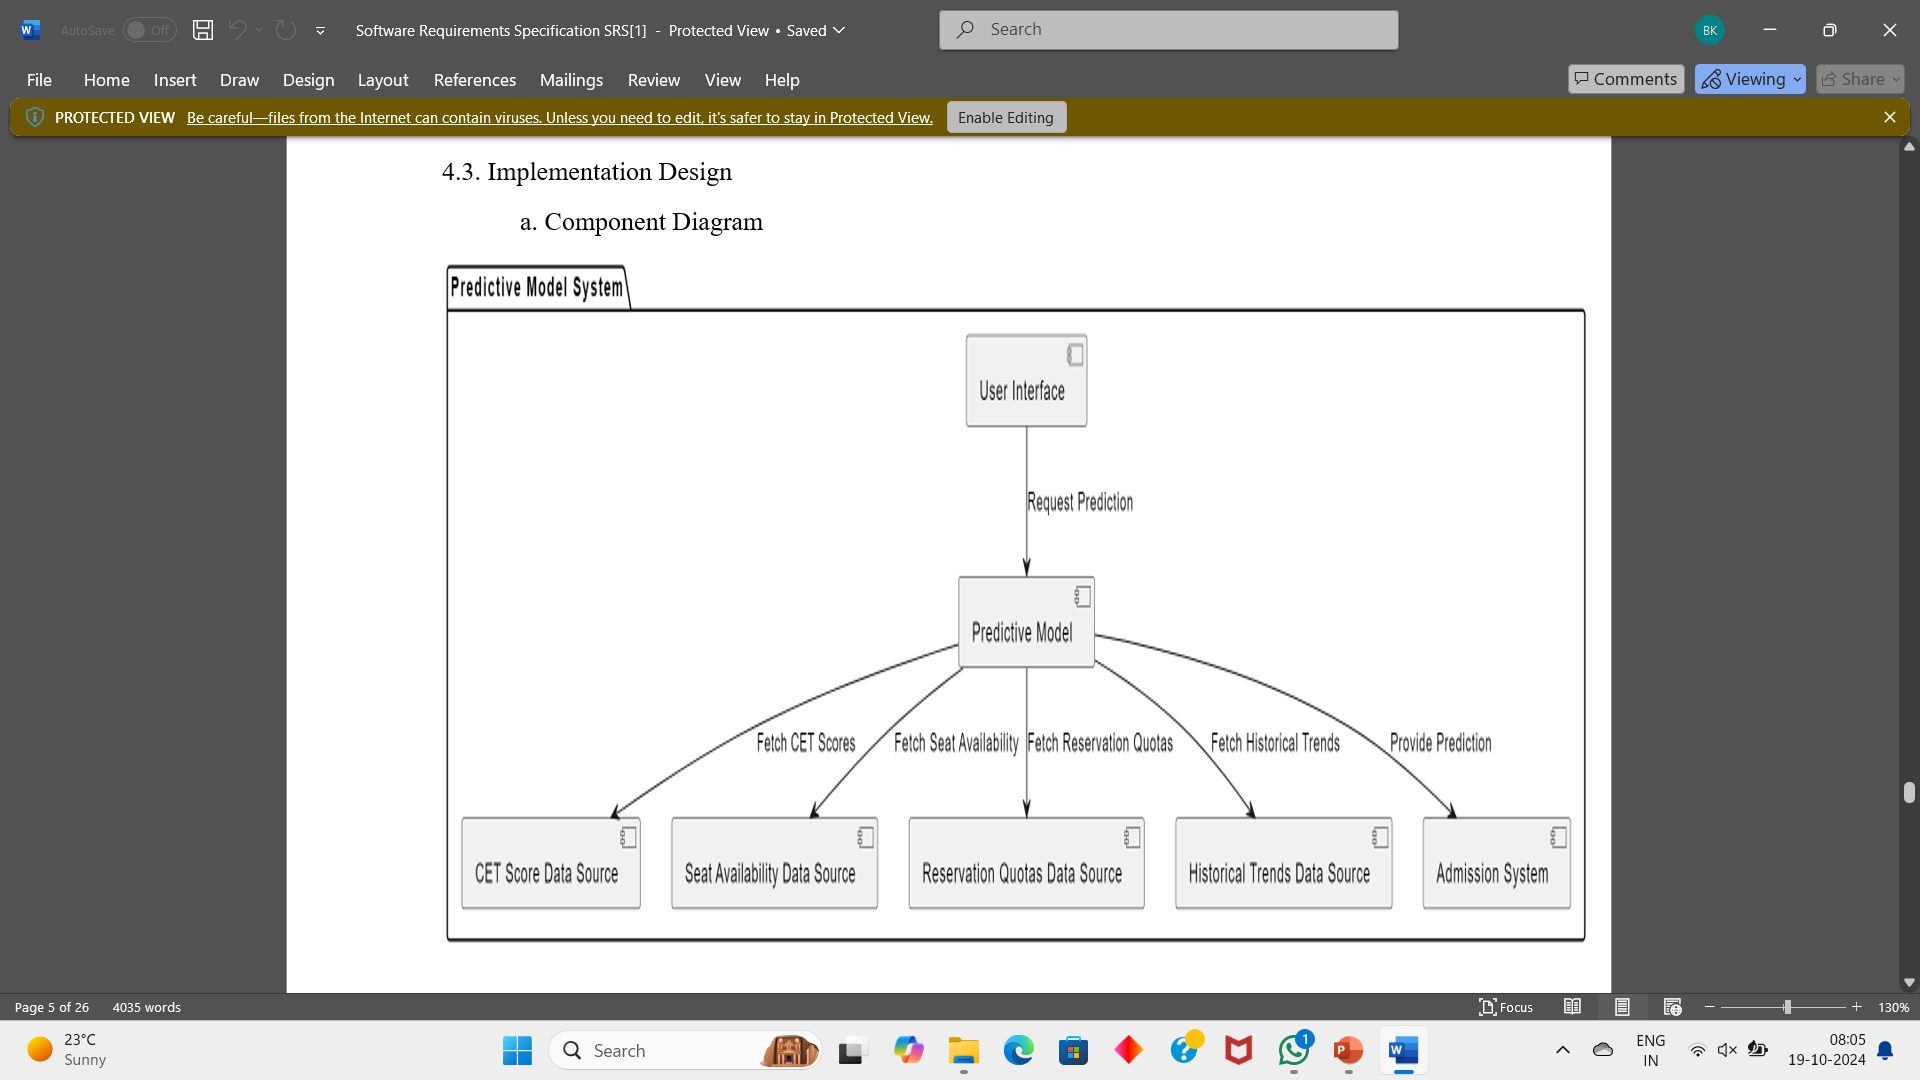 AutoSave Off Software Requirements Specification SRS[1] - Protected View • Saved Search BK
File Home Insert Draw Design Layout References Mailings Review View Help Comments Viewing Share
PROTECTED VIEW Be careful—files from the Internet can contain viruses. Unless you need to edit, it's safer to stay in Protected View. Enable Editing
4.3. Implementation Design
a. Component Diagram
Predictive Model System
User Interface
Request Prediction
Predictive Model
Fetch CET Scores Fetch Seat Availability Fetch Reservation Quotas Fetch Historical Trends Provide Prediction
CET Score Data Source Seat Availability Data Source Reservation Quotas Data Source Historical Trends Data Source Admission System
Page 5 of 26 4035 words Focus 130%
23°C
Sunny
Search
1
ENG
IN
08:05
19-10-2024